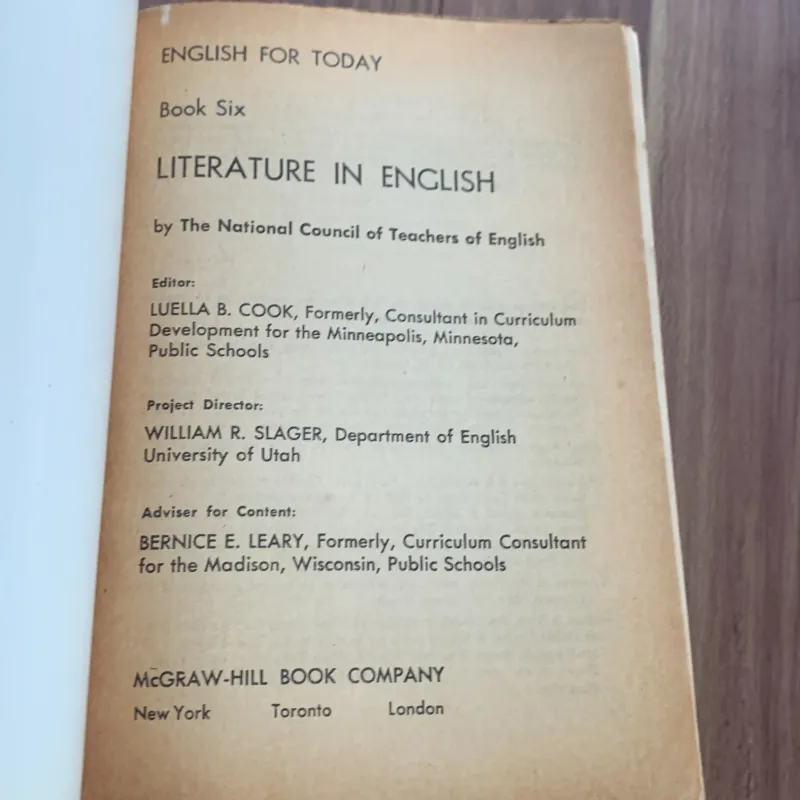 ENGLISH FOR TODAY
Book Six
LITERATURE IN ENGLISH
by The National Council of Teachers of English
Editor:
LUELLA B. COOK, Formerly, Consultant in Curriculum
Development for the Minneapolis, Minnesota,
Public Schools
Project Director:
WILLIAM R. SLAGER, Department of English
University of Utah
Adviser for Content:
BERNICE E. LEARY, Formerly, Curriculum Consultant
for the Madison, Wisconsin, Public Schools
McGRAW-HILL BOOK COMPANY
New York Toronto London